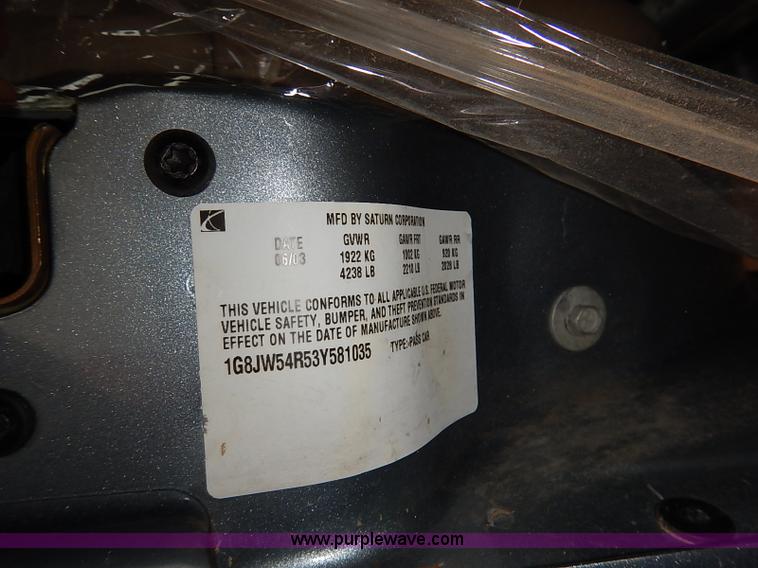 MFD BY SATURN CORPORATION
DATE GVWR GAWR FRT GAWR RR
06/03 1922 KG 1002 KG 920 KG
4238 LB 2210 LB 2028 LB
THIS VEHICLE CONFORMS TO ALL APPLICABLE U.S. FEDERAL MOTOR
VEHICLE SAFETY, BUMPER, AND THEFT PREVENTION STANDARDS IN
EFFECT ON THE DATE OF MANUFACTURE SHOWN ABOVE.
1G8JW54R53Y581035 TYPE:PASS CAR
www.purplewave.com